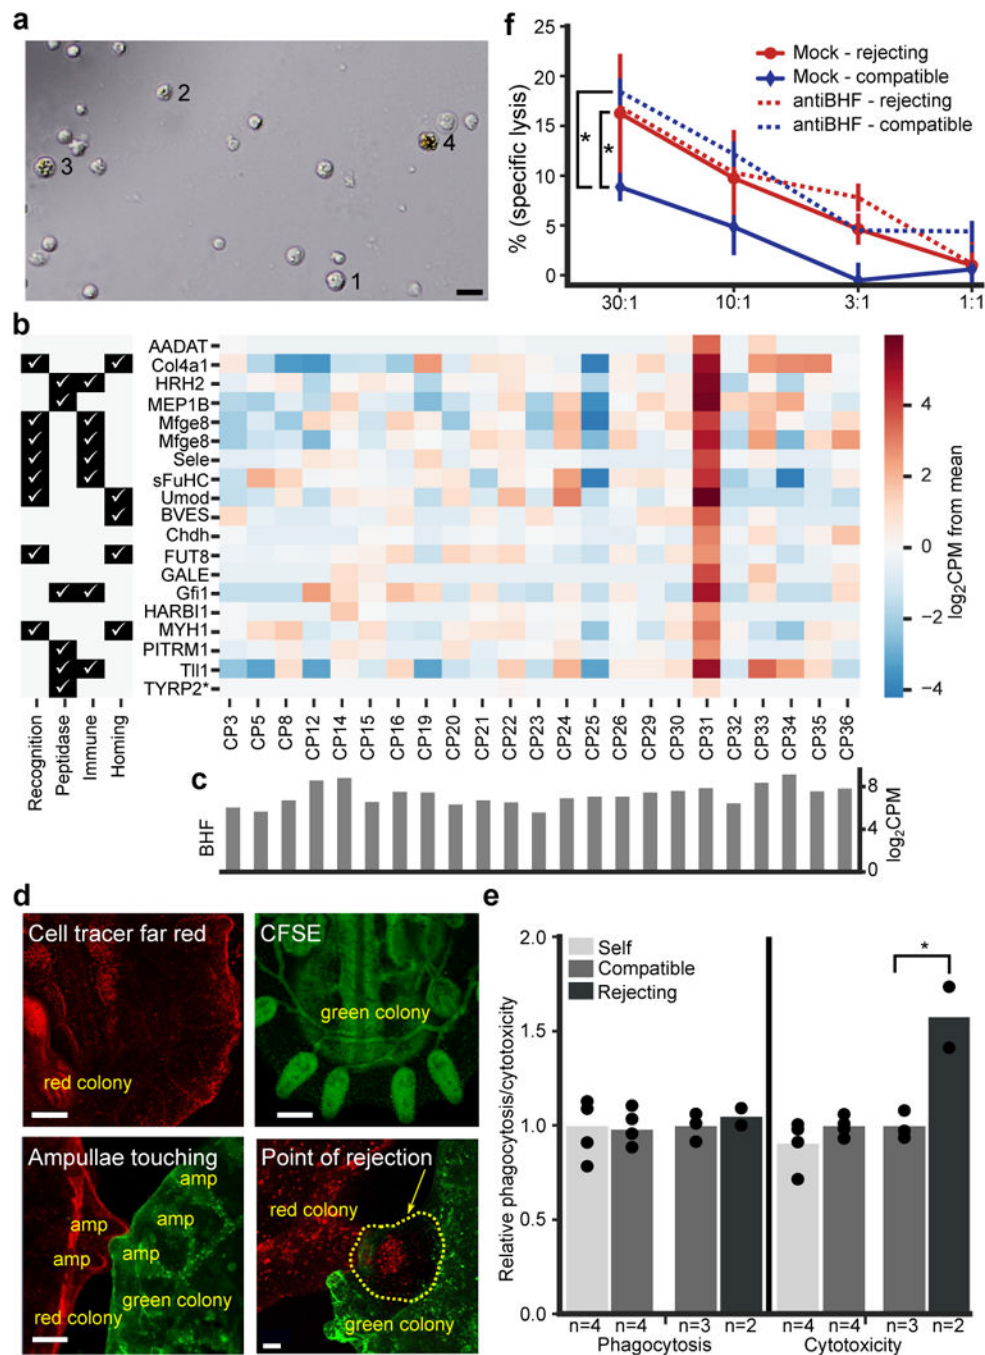 a
2
3
4
1
f
25
20
15
10
5
0
% (specific lysis)
Mock - rejecting
Mock - compatible
antiBHF - rejecting
antiBHF - compatible
*
*
30:1
10:1
3:1
1:1
b
AADAT
Col4a1
HRH2
MEP1B
Mfge8
Mfge8
Sele
sFuHC
Umod
BVES
Chdh
FUT8
GALE
Gfi1
HARBI1
MYH1
PITRM1
Tll1
TYRP2*
Recognition
Peptidase
Immune
Homing
CP3
CP5
CP8
CP12
CP14
CP15
CP16
CP19
CP20
CP21
CP22
CP23
CP24
CP25
CP26
CP29
CP30
CP31
CP32
CP33
CP34
CP35
CP36
4
2
0
−2
−4
log2CPM from mean
c
BHF
8
4
0
log2CPM
d
Cell tracer far red
red colony
CFSE
green colony
Ampullae touching
amp
amp
amp
amp
amp
red colony
green colony
Point of rejection
red colony
green colony
e
2.0
1.5
1.0
0.5
0.0
Relative phagocytosis/cytotoxicity
Self
Compatible
Rejecting
*
n=4
n=4
n=3
n=2
n=4
n=4
n=3
n=2
Phagocytosis
Cytotoxicity